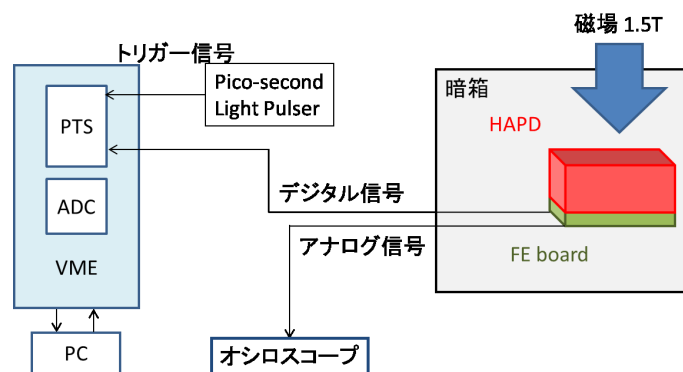 磁場 1.5T
トリガー信号
Pico-second
Light Pulser
暗箱
HAPD
PTS
デジタル信号
ADC
アナログ信号
FE board
VME
PC
オシロスコープ